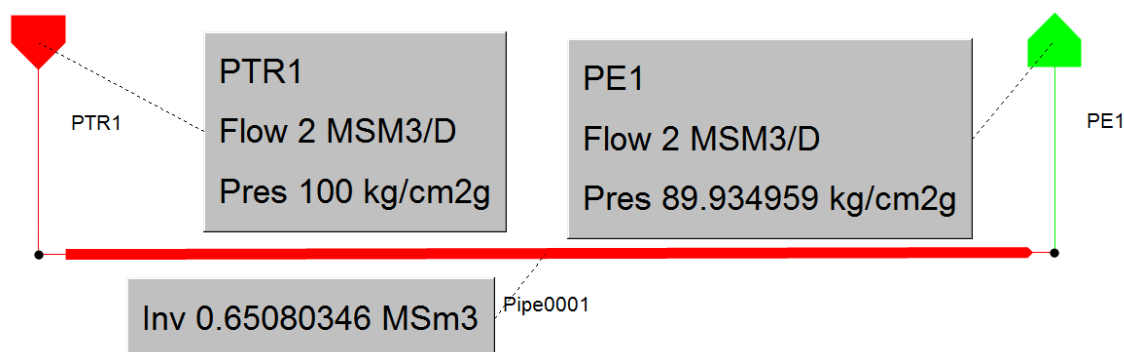 PTR1
PTR1
Flow 2 MSM3/D
Pres 100 kg/cm2g
PE1
Flow 2 MSM3/D
Pres 89.934959 kg/cm2g
PE1
Inv 0.65080346 MSm3
Pipe0001